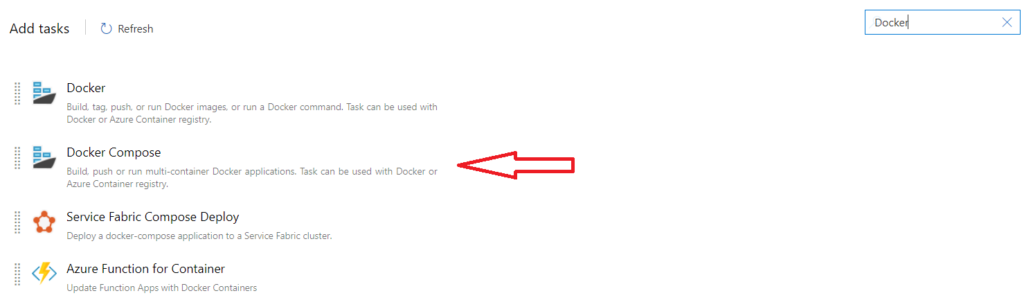 Add tasks
Refresh
Docker
Docker
Build, tag, push, or run Docker images, or run a Docker command. Task can be used with
Docker or Azure Container registry.
Docker Compose
Build, push or run multi-container Docker applications. Task can be used with Docker or
Azure Container registry.
Service Fabric Compose Deploy
Deploy a docker-compose application to a Service Fabric cluster.
Azure Function for Container
Update Function Apps with Docker Containers